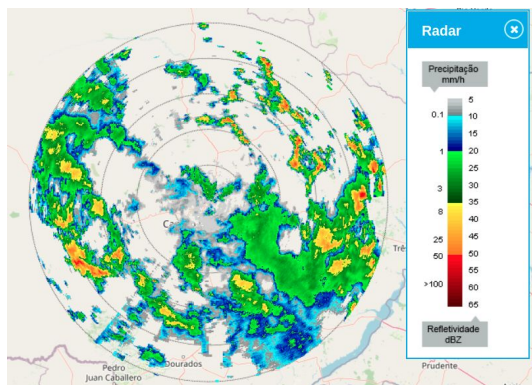 Radar
Precipitação
mm/h
5
0.1 10
15
1 20
25
3 30
35
8 40
25 45
50 50
55
>100 60
65
Refletividade
dBZ
C
Três
Dourados
Pedro
Juan Caballero
Prudente